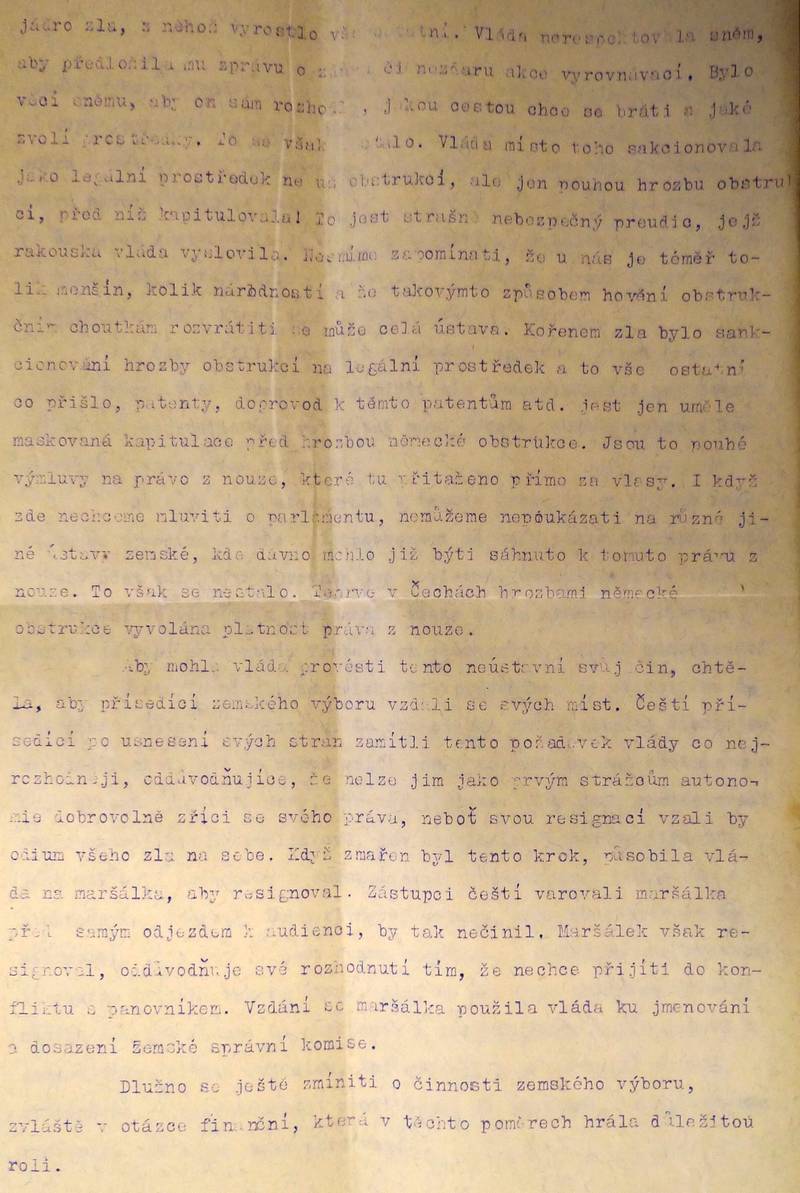 jádro zla, z něhož vyrostlo vše ostatní. Vláda nerespektovala sněm,
aby předložila mu zprávu o nezdaru akce vyrovnávací. Bylo
věcí sněmu, aby on sám rozhodl, jakou cestou chce se bráti a jaké
zvolí prostředky. To se však nestalo. Vláda místo toho sakcionovala
jako legální prostředek ne už obstrukci, ale jen pouhou hrozbu obstruk
cí, před níž kapitulovala! To jest strašně nebezpečný preudic, jejž
rakouská vláda vyslovila. Nesmíme zapomínati, že u nás je téměř to-
lik menšin, kolik národností a že takovýmto způsobem hovění obstruk-
čním choutkám rozvrátiti se může celá ústava. Kořenem zla bylo sank-
cionování hrozby obstrukcí na legální prostředek a to vše ostatní
co přišlo, patenty, doprovod k těmto patentům atd. jest jen uměle
maskovaná kapitulace před hrozbou německé obstrukce. Jsou to pouhé
výmluvy na právo z nouze, které tu přitaženo přímo za vlasy. I když
zde nechceme mluviti o parlamentu, nemůžeme nepoukázati na různé ji-
né ústavy zemské, kde dávno mohlo již býti sáhnuto k tomuto právu z
nouze. To však se nestalo. Teprve v Čechách hrozbami německé
obstrukce vyvolána platnost práva z nouze.
Aby mohla vláda provésti tento neústavní svůj čin, chtě-
la, aby přísedící zemského výboru vzdali se svých míst. Čeští pří-
sedící po usnesení svých stran zamítli tento požadavek vlády co nej-
rozhodněji, oddůvodňujíce, že nelze jim jako prvým strážcům autono-
mie dobrovolně zříci se svého práva, neboť svou resignací vzali by
odium všeho zla na sebe. Když zmařen byl tento krok, působila vlá-
da na maršálka, aby resignoval. Zástupci čeští varovali maršálka
před samým odjezdem k audienci, by tak nečinil. Maršálek však re-
signoval, oddůvodňuje své rozhodnutí tím, že nechce přijíti do kon-
fliktu s panovníkem. Vzdání se maršálka použila vláda ku jmenování
a dosazení zemské správní komise.
Dlužno se ještě zmíniti o činnosti zemského výboru,
zvláště v otázce finanční, která v těchto poměrech hrála důležitou
roli.